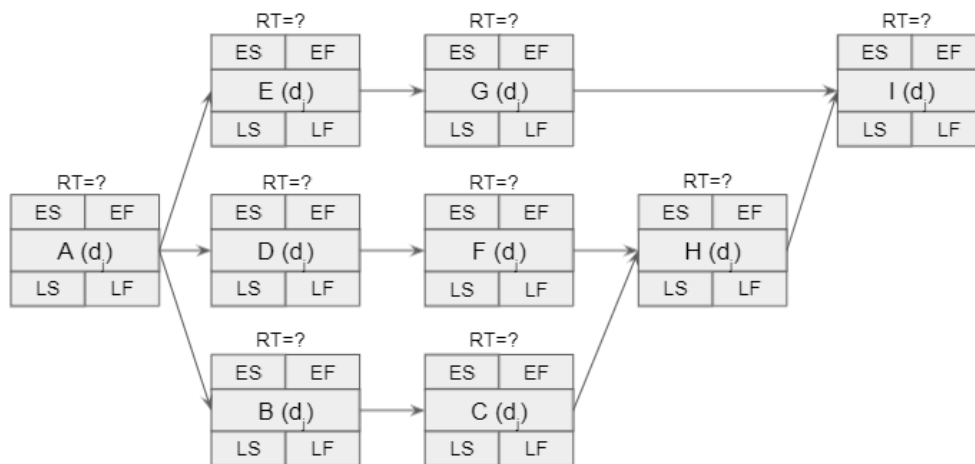 RT=?
ES EF
E (dj)
LS LF
RT=?
ES EF
G (dj)
LS LF
RT=?
ES EF
I (dj)
LS LF
RT=?
ES EF
A (dj)
LS LF
RT=?
ES EF
D (dj)
LS LF
RT=?
ES EF
F (dj)
LS LF
RT=?
ES EF
H (dj)
LS LF
RT=?
ES EF
B (dj)
LS LF
RT=?
ES EF
C (dj)
LS LF